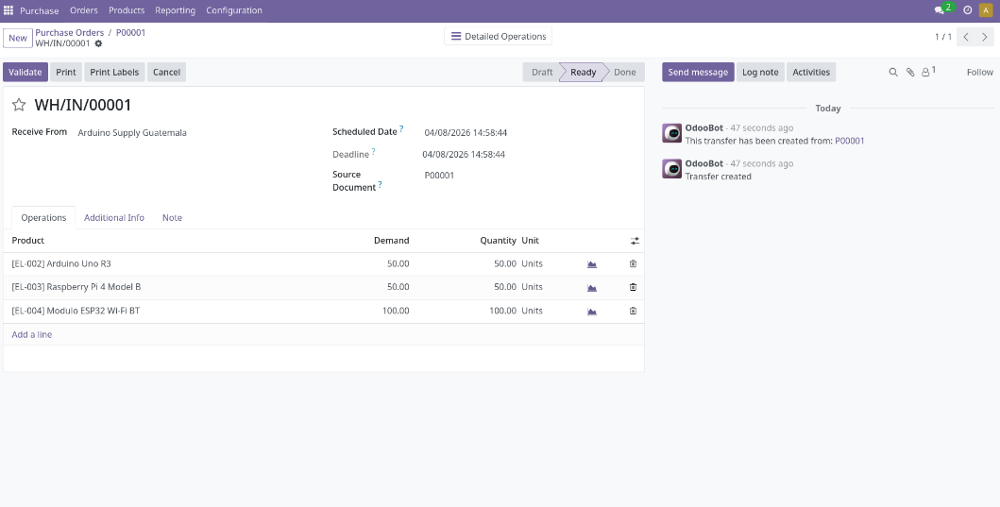 Purchase Orders Products Reporting Configuration 2 A
New Purchase Orders / P00001 Detailed Operations 1 / 1
WH/IN/00001
Validate Print Print Labels Cancel Draft Ready Done Send message Log note Activities 1 Follow
WH/IN/00001
Receive From Arduino Supply Guatemala
Scheduled Date ? 04/08/2026 14:58:44
Deadline ? 04/08/2026 14:58:44
Source
Document ? P00001
Operations Additional Info Note
Product Demand Quantity Unit
[EL-002] Arduino Uno R3 50.00 50.00 Units
[EL-003] Raspberry Pi 4 Model B 50.00 50.00 Units
[EL-004] Modulo ESP32 Wi-Fi BT 100.00 100.00 Units
Add a line
Today
OdooBot - 47 seconds ago
This transfer has been created from: P00001
OdooBot - 47 seconds ago
Transfer created